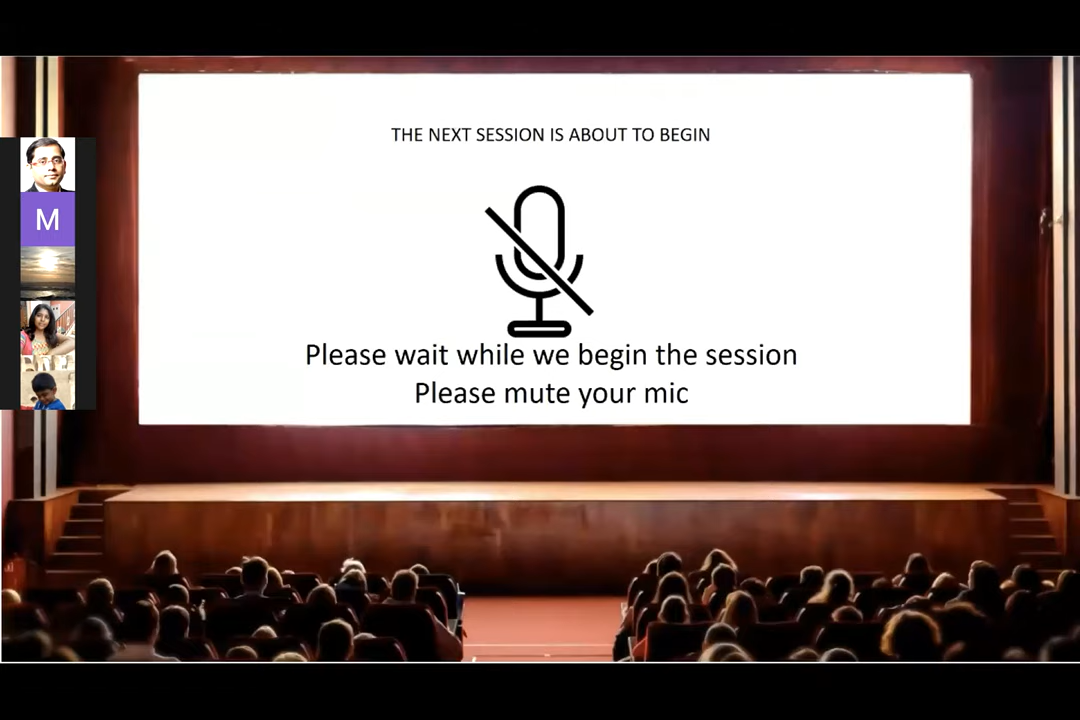 THE NEXT SESSION IS ABOUT TO BEGIN
M
Please wait while we begin the session
Please mute your mic